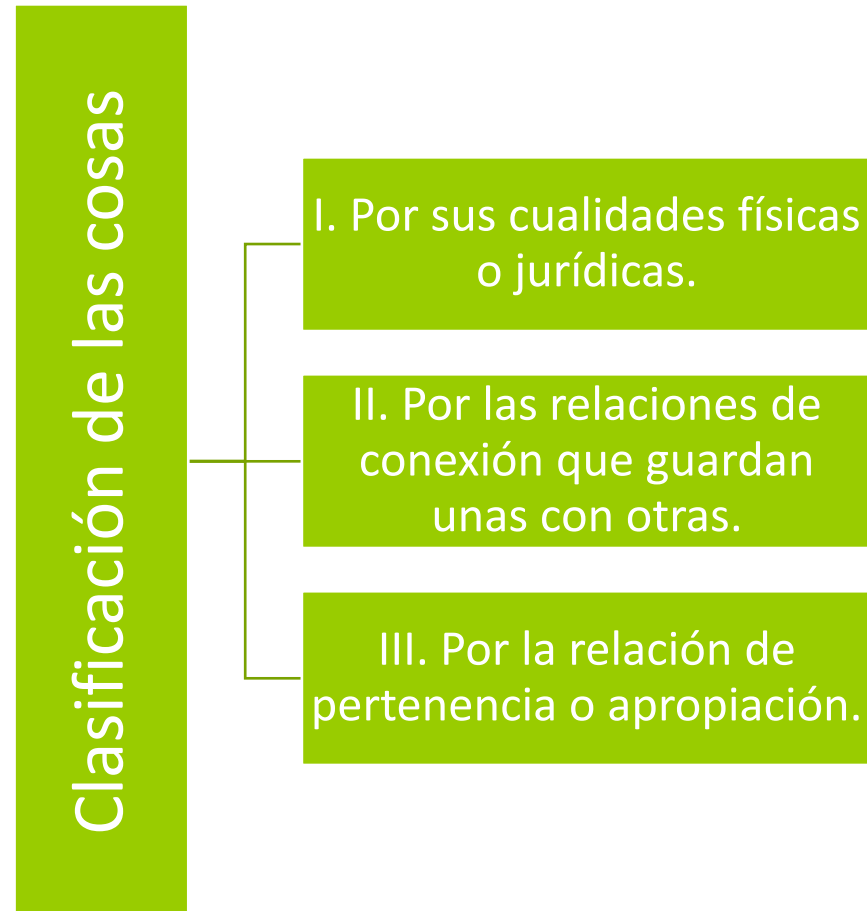 Clasificación de las cosas
I. Por sus cualidades físicas
o jurídicas.
II. Por las relaciones de
conexión que guardan
unas con otras.
III. Por la relación de
pertenencia o apropiación.